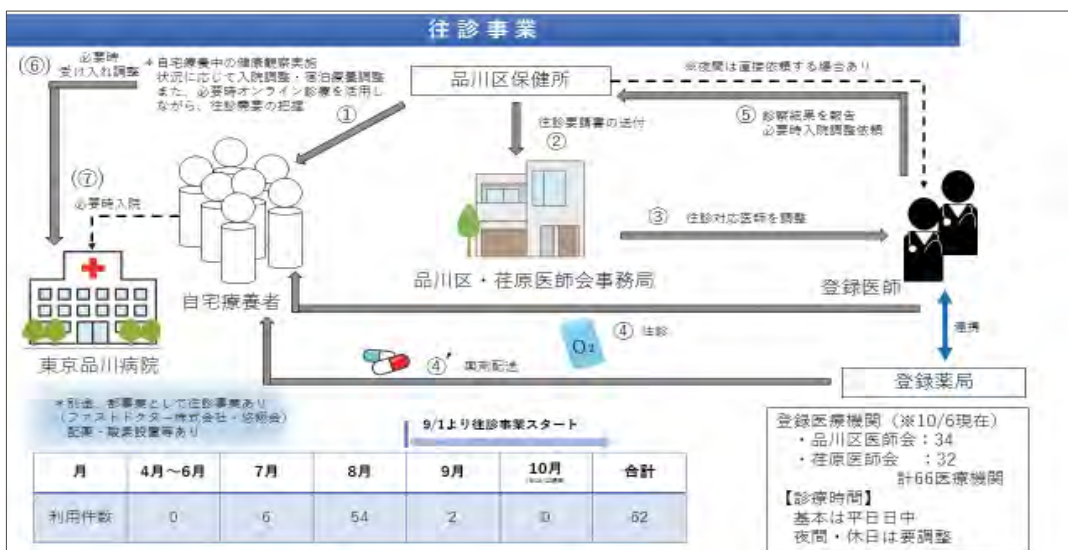 往診事業
⑥
必要時
受け入れ調整
＊自宅療養中の健康観察実施
状況に応じて入院調整・宿泊療養調整
また、必要時オンライン診療を活用し
ながら、往診需要の把握
①
品川区保健所
※夜間は直接依頼する場合あり
往診要請書の送付
②
⑤ 診察結果を報告
必要時入院調整依頼
(⑦)
必要時入院
③ 往診対応医師を調整
品川区・荏原医師会事務局
登録医師
自宅療養者
東京品川病院
O2
④ 往診
④' 薬剤配送
連携
登録薬局
＊別途、都事業として往診事業あり
（ファストドクター株式会社・悠翔会）
配薬・酸素設置等あり
9/1より往診事業スタート
月 4月～6月 7月 8月 9月 10月 合計
利用件数 0 6 54 2 0 62
登録医療機関（※10/6現在）
・品川区医師会：34
・荏原医師会 ：32
計66医療機関
【診療時間】
基本は平日日中
夜間・休日は要調整